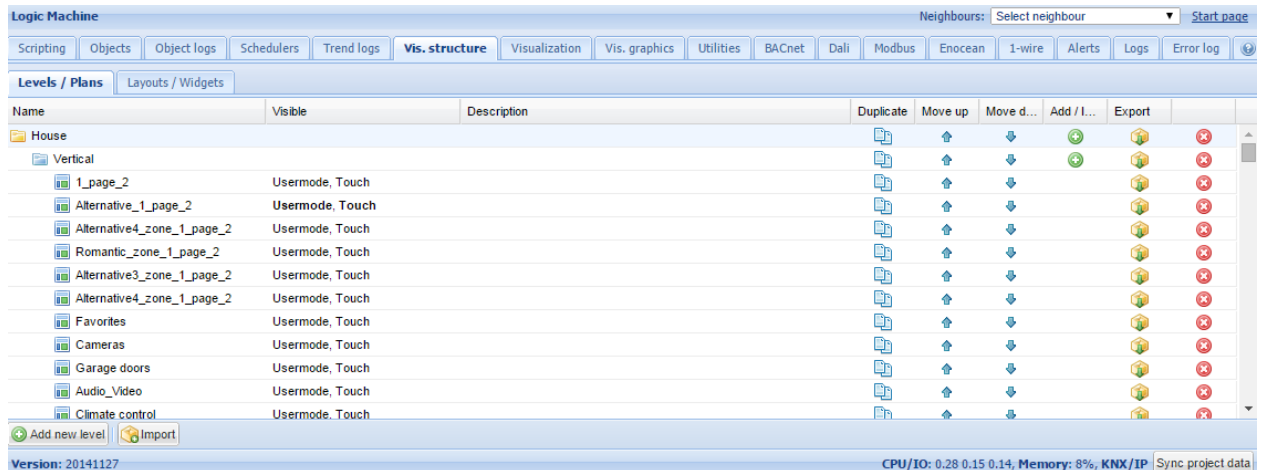 Logic Machine Neighbours: Select neighbour Start page
Scripting Objects Object logs Schedulers Trend logs Vis. structure Visualization Vis. graphics Utilities BACnet Dali Modbus Enocean 1-wire Alerts Logs Error log
Levels / Plans Layouts / Widgets
Name Visible Description Duplicate Move up Move d... Add / I... Export
House
Vertical
1_page_2 Usermode, Touch
Alternative_1_page_2 Usermode, Touch
Alternative4_zone_1_page_2 Usermode, Touch
Romantic_zone_1_page_2 Usermode, Touch
Alternative3_zone_1_page_2 Usermode, Touch
Alternative4_zone_1_page_2 Usermode, Touch
Favorites Usermode, Touch
Cameras Usermode, Touch
Garage doors Usermode, Touch
Audio_Video Usermode, Touch
Climate control Usermode, Touch
Add new level Import
Version: 20141127 CPU/IO: 0.28 0.15 0.14, Memory: 8%, KNX/IP Sync project data